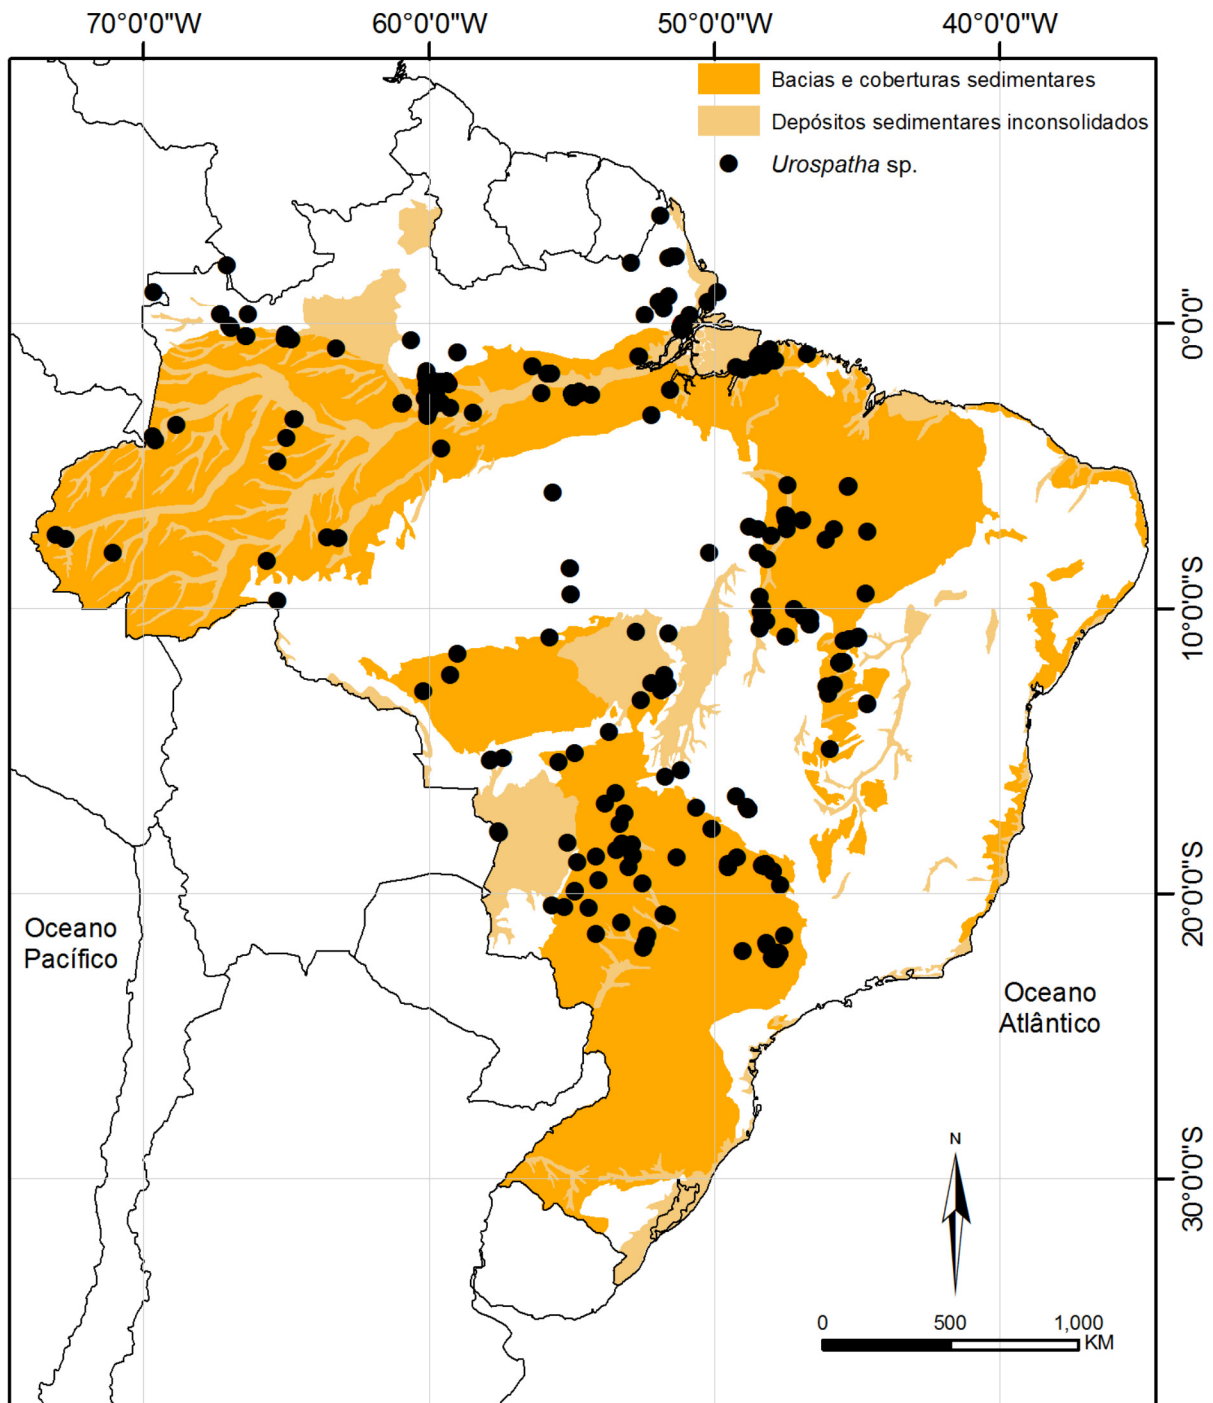 70°0'0"W 60°0'0"W 50°0'0"W 40°0'0"W
Bacias e coberturas sedimentares
Depósitos sedimentares inconsolidados
Urospatha sp.
0°0'0"
10°0'0"S
20°0'0"S
Oceano
Pacífico
Oceano
Atlântico
30°0'0"S
N
0 500 1,000
KM